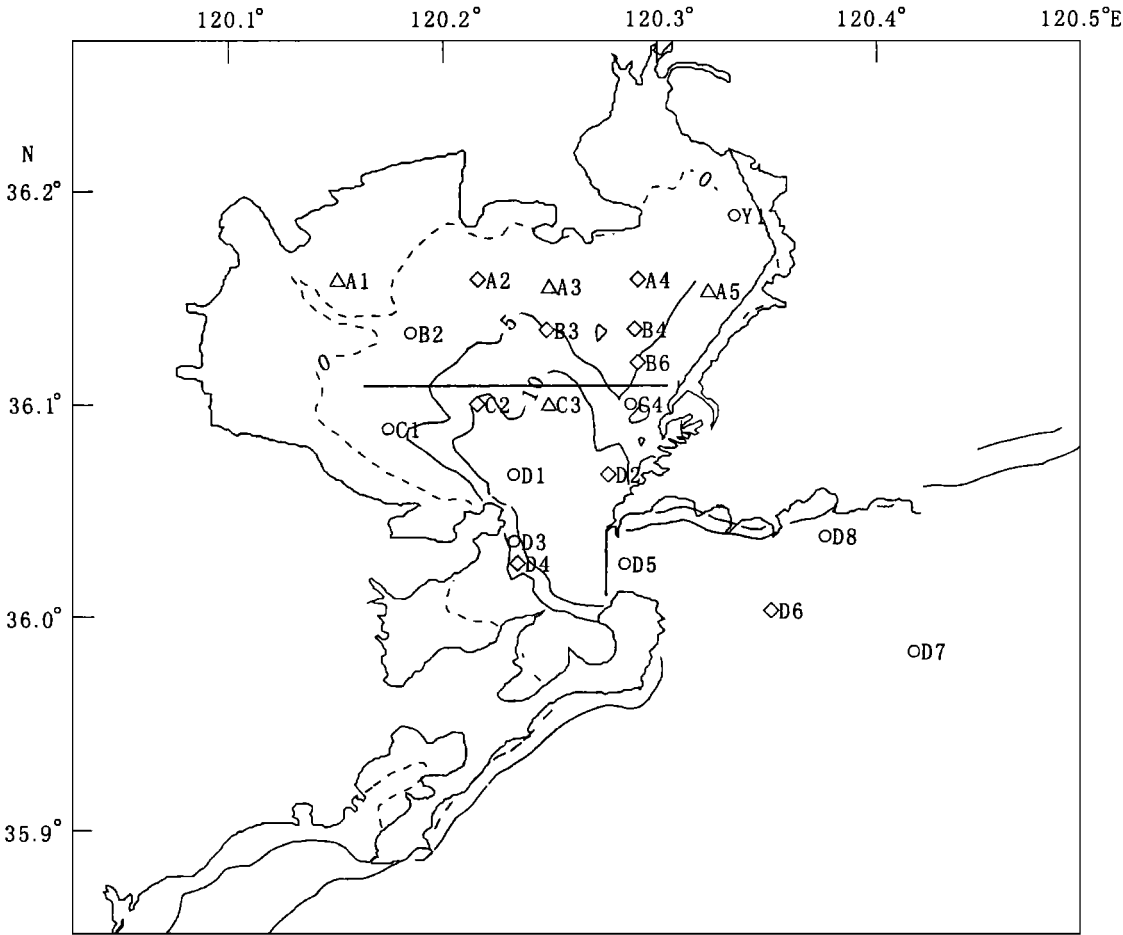 120.1° 120.2° 120.3° 120.4° 120.5°E
N
36.2°
0
Y1
A1 A2 A3 A4 A5
5
B2 B3 B4
0
B6
10
36.1°
C2 C3 C4
C1
D1 D2
D3 D8
D4 D5
36.0°
D6
D7
35.9°